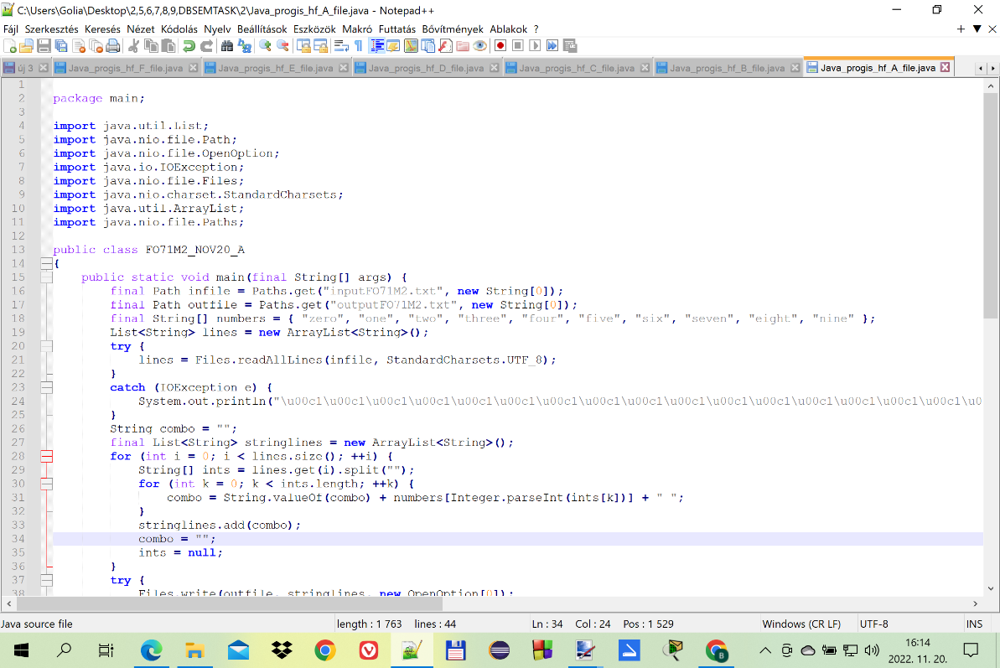 C:\Users\Golia\Desktop\2,5,6,7,8,9,DBSEMTASK\2\Java_progis_hf_A_file.java - Notepad++
Fájl Szerkesztés Keresés Nézet Kódolás Nyelv Beállítások Eszközök Makró Futtatás Bővítmények Ablakok ?
új 3 Java_progis_hf_F_file.java Java_progis_hf_E_file.java Java_progis_hf_D_file.java Java_progis_hf_C_file.java Java_progis_hf_B_file.java Java_progis_hf_A_file.java
1
2 package main;
3
4 import java.util.List;
5 import java.nio.file.Path;
6 import java.nio.file.OpenOption;
7 import java.io.IOException;
8 import java.nio.file.Files;
9 import java.nio.charset.StandardCharsets;
10 import java.util.ArrayList;
11 import java.nio.file.Paths;
12
13 public class FO71M2_NOV20_A
14 {
15 public static void main(final String[] args) {
16 final Path infile = Paths.get("inputFO71M2.txt", new String[0]);
17 final Path outfile = Paths.get("outputFO71M2.txt", new String[0]);
18 final String[] numbers = { "zero", "one", "two", "three", "four", "five", "six", "seven", "eight", "nine" };
19 List<String> lines = new ArrayList<String>();
20 try {
21 lines = Files.readAllLines(infile, StandardCharsets.UTF_8);
22 }
23 catch (IOException e) {
24 System.out.println("\u00c1\u00c1\u00c1\u00c1\u00c1\u00c1\u00c1\u00c1\u00c1\u00c1\u00c1\u00c1\u00c1\u00c1\u00c1\u00c1\u0
25 }
26 String combo = "";
27 final List<String> stringlines = new ArrayList<String>();
28 for (int i = 0; i < lines.size(); ++i) {
29 String[] ints = lines.get(i).split("");
30 for (int k = 0; k < ints.length; ++k) {
31 combo = String.valueOf(combo) + numbers[Integer.parseInt(ints[k])] + " ";
32 }
33 stringlines.add(combo);
34 combo = "";
35 ints = null;
36 }
37 try {
38 Files.write(outfile, stringlines, new OpenOption[0]);
Java source file length : 1 763 lines : 44 Ln : 34 Col : 24 Pos : 1 529 Windows (CR LF) UTF-8 INS
16:14
2022. 11. 20.